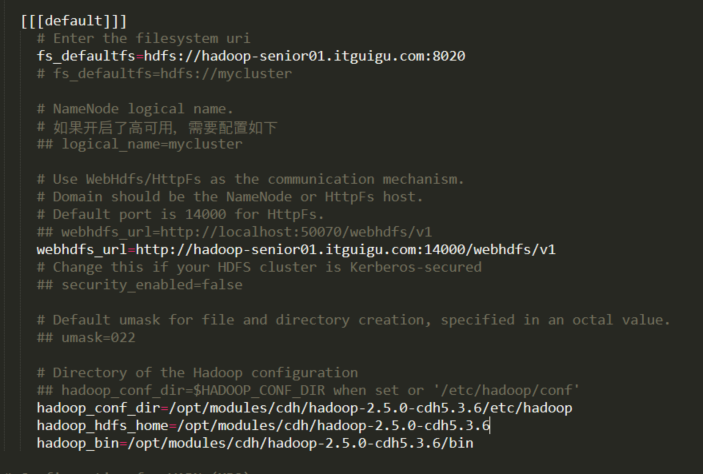 [[[default]]]
# Enter the filesystem uri
fs_defaultfs=hdfs://hadoop-senior01.itguigu.com:8020
# fs_defaultfs=hdfs://mycluster
# NameNode logical name.
# 如果开启了高可用，需要配置如下
## logical_name=mycluster
# Use WebHdfs/HttpFs as the communication mechanism.
# Domain should be the NameNode or HttpFs host.
# Default port is 14000 for HttpFs.
## webhdfs_url=http://localhost:50070/webhdfs/v1
webhdfs_url=http://hadoop-senior01.itguigu.com:14000/webhdfs/v1
# Change this if your HDFS cluster is Kerberos-secured
## security_enabled=false
# Default umask for file and directory creation, specified in an octal value.
## umask=022
# Directory of the Hadoop configuration
## hadoop_conf_dir=$HADOOP_CONF_DIR when set or '/etc/hadoop/conf'
hadoop_conf_dir=/opt/modules/cdh/hadoop-2.5.0-cdh5.3.6/etc/hadoop
hadoop_hdfs_home=/opt/modules/cdh/hadoop-2.5.0-cdh5.3.6
hadoop_bin=/opt/modules/cdh/hadoop-2.5.0-cdh5.3.6/bin